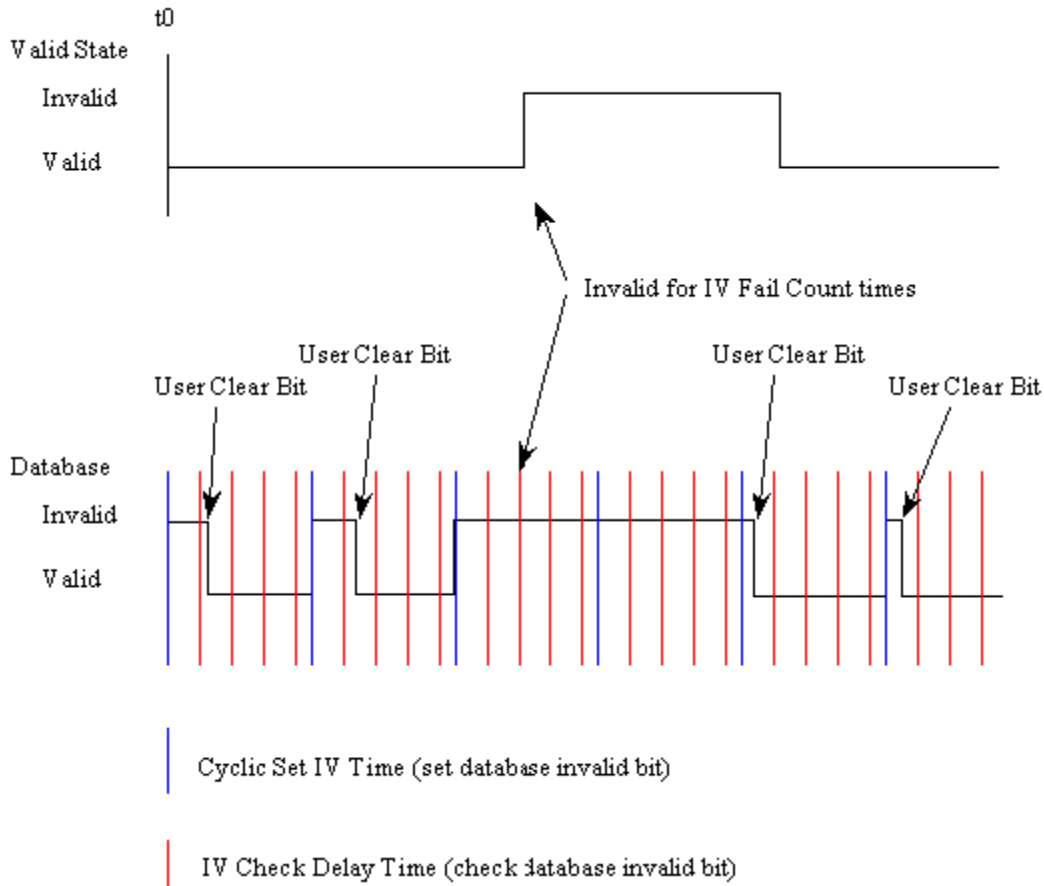 t0
Valid State
Invalid
Valid
Invalid for IV Fail Count times
User Clear Bit
User Clear Bit
User Clear Bit
User Clear Bit
Database
Invalid
Valid
Cyclic Set IV Time (set database invalid bit)
IV Check Delay Time (check database invalid bit)